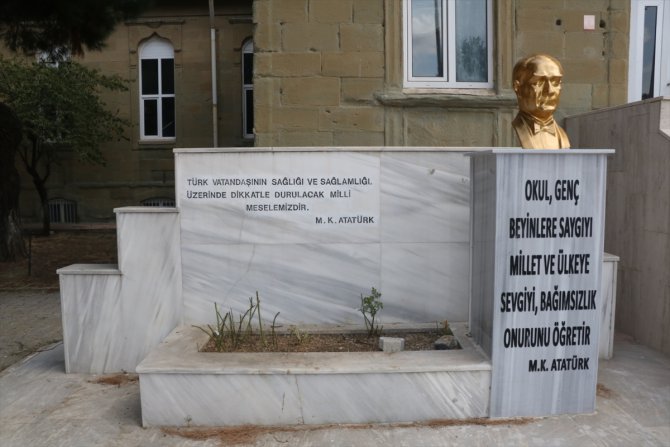 TÜRK VATANDAŞININ SAĞLIĞI VE SAĞLAMLIĞI.
ÜZERİNDE DİKKATLE DURULACAK MİLLİ
MESELEMİZDİR.
M. K. ATATÜRK
OKUL, GENÇ
BEYİNLERE SAYGIYI
MİLLET VE ÜLKEYE
SEVGİYİ, BAĞIMSIZLIK
ONURUNU ÖĞRETİR
M.K. ATATÜRK